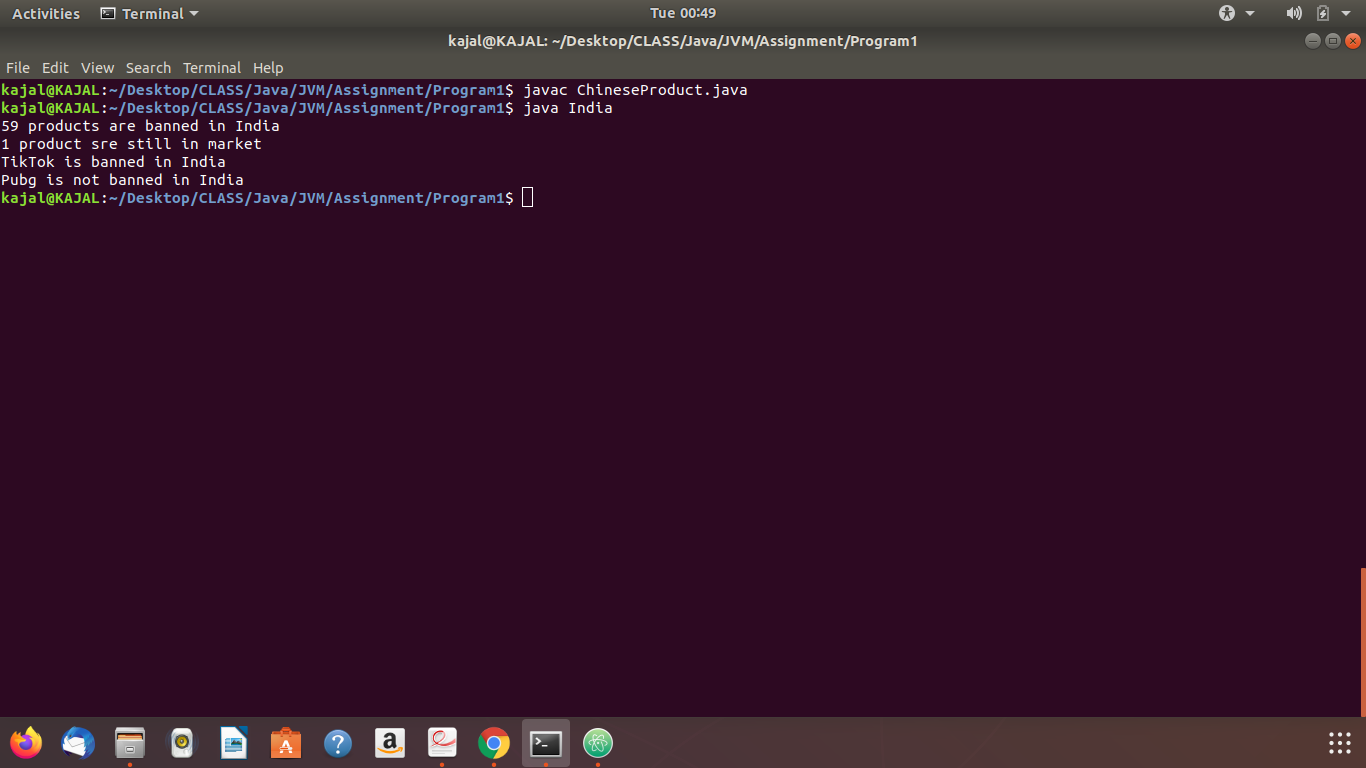 Activities Terminal Tue 00:49
kajal@KAJAL: ~/Desktop/CLASS/Java/JVM/Assignment/Program1
File Edit View Search Terminal Help
kajal@KAJAL:~/Desktop/CLASS/Java/JVM/Assignment/Program1$ javac ChineseProduct.java
kajal@KAJAL:~/Desktop/CLASS/Java/JVM/Assignment/Program1$ java India
59 products are banned in India
1 product sre still in market
TikTok is banned in India
Pubg is not banned in India
kajal@KAJAL:~/Desktop/CLASS/Java/JVM/Assignment/Program1$